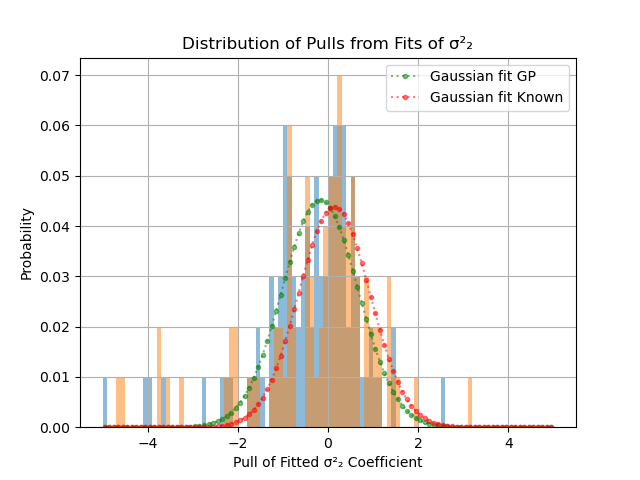 Distribution of Pulls from Fits of σ²₂
Gaussian fit GP
Gaussian fit Known
Probability
0.07
0.06
0.05
0.04
0.03
0.02
0.01
0.00
−4
−2
0
2
4
Pull of Fitted σ²₂ Coefficient